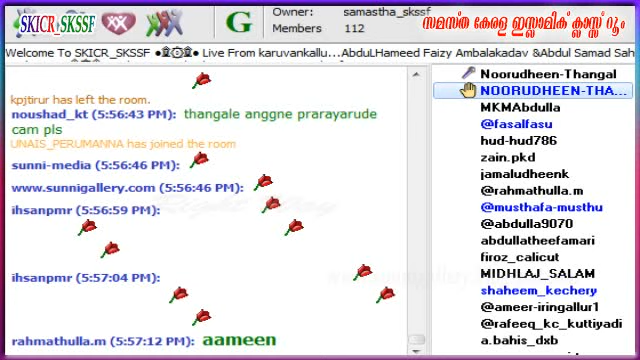 SKICR_SKSSF
G
Owner: samastha_skssf
Members 112
സമസ്ത കേരള ഇസ്ലാമിക് ക്ലാസ്സ് റൂം
Welcome To SKICR_SKSSF ●۩۞۩● Live From karuvankallu...AbduLHameed Faizy Ambalakadav &Abdul Samad Sah
kpjtirur has left the room.
noushad_kt (5:56:43 PM): thangale anggne prarayarude
cam pls
UNAIS_PERUMANNA has joined the room
sunni-media (5:56:46 PM):
www.sunnigallery.com (5:56:46 PM):
ihsanpmr (5:56:59 PM):
ihsanpmr (5:57:04 PM):
rahmathulla.m (5:57:12 PM): aameen
Noorudheen-Thangal
NOORUDHEEN-THA...
MKMAbdulla
@fasalfasu
hud-hud786
zain.pkd
jamaludheenk
@rahmathulla.m
@musthafa-musthu
@abdulla9070
abdullatheefamari
firoz_calicut
MIDHLAJ_SALAM
shaheem_kechery
@ameer-iringallur1
@rafeeq_kc_kuttiyadi
a.bahis_dxb